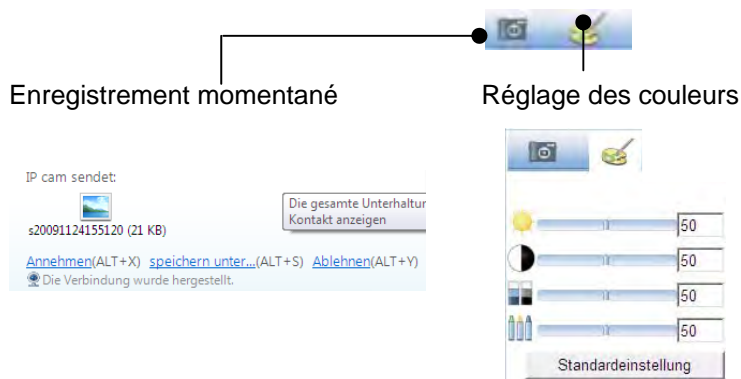 Enregistrement momentané
Réglage des couleurs
IP cam sendet:
s20091124155120 (21 KB)
Die gesamte Unterhaltur
Kontakt anzeigen
Annehmen(ALT+X) speichern unter...(ALT+S) Ablehnen(ALT+Y)
Die Verbindung wurde hergestellt.
50
50
50
50
Standardeinstellung